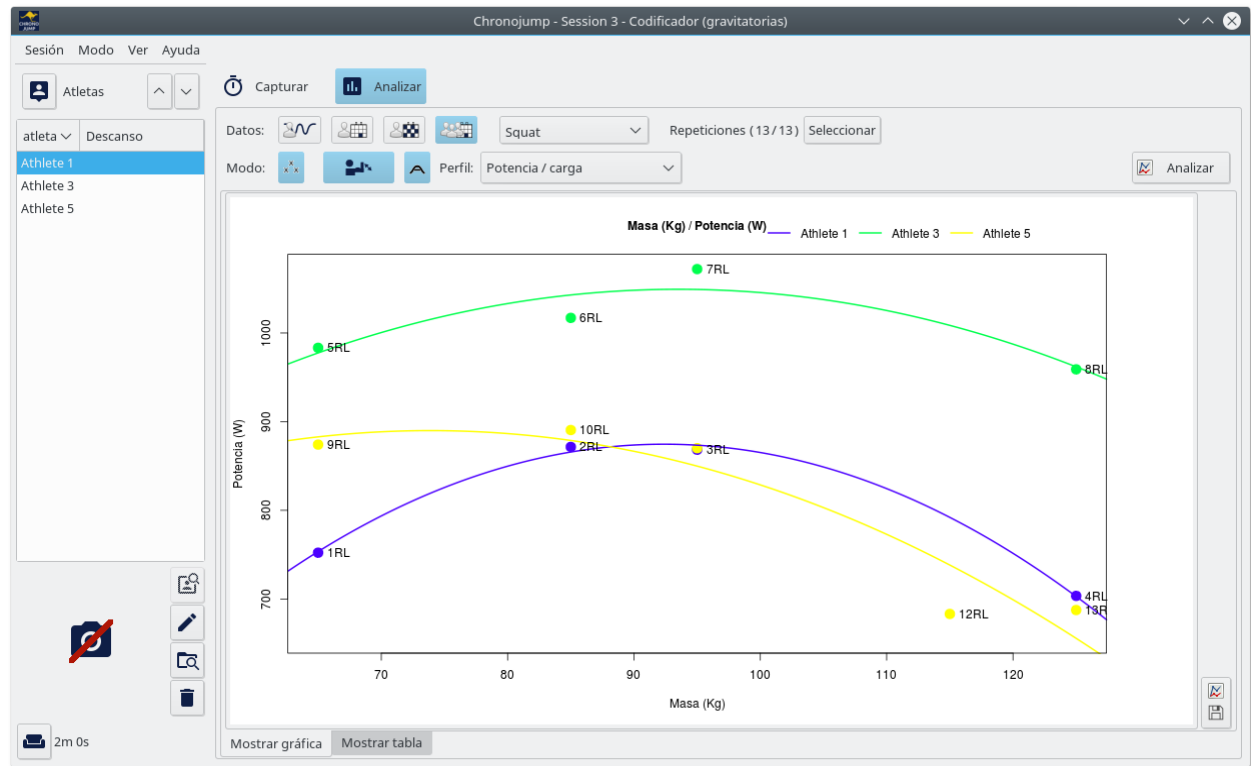 Chronojump - Session 3 - Codificador (gravitatorias)
CHRONO
JUMP
Sesión Modo Ver Ayuda
Atletas
Capturar Analizar
atleta Descanso
Athlete 1
Athlete 3
Athlete 5
2m 0s
Datos: Squat Repeticiones (13/13) Seleccionar
Modo: Perfil: Potencia / carga Analizar
Masa (Kg) / Potencia (W) Athlete 1 Athlete 3 Athlete 5
7RL
6RL
5RL
8RL
10RL
9RL
2RL
3RL
1RL
4RL
12RL
13R
1000
900
800
700
Potencia (W)
70 80 90 100 110 120
Masa (Kg)
Mostrar gráfica Mostrar tabla